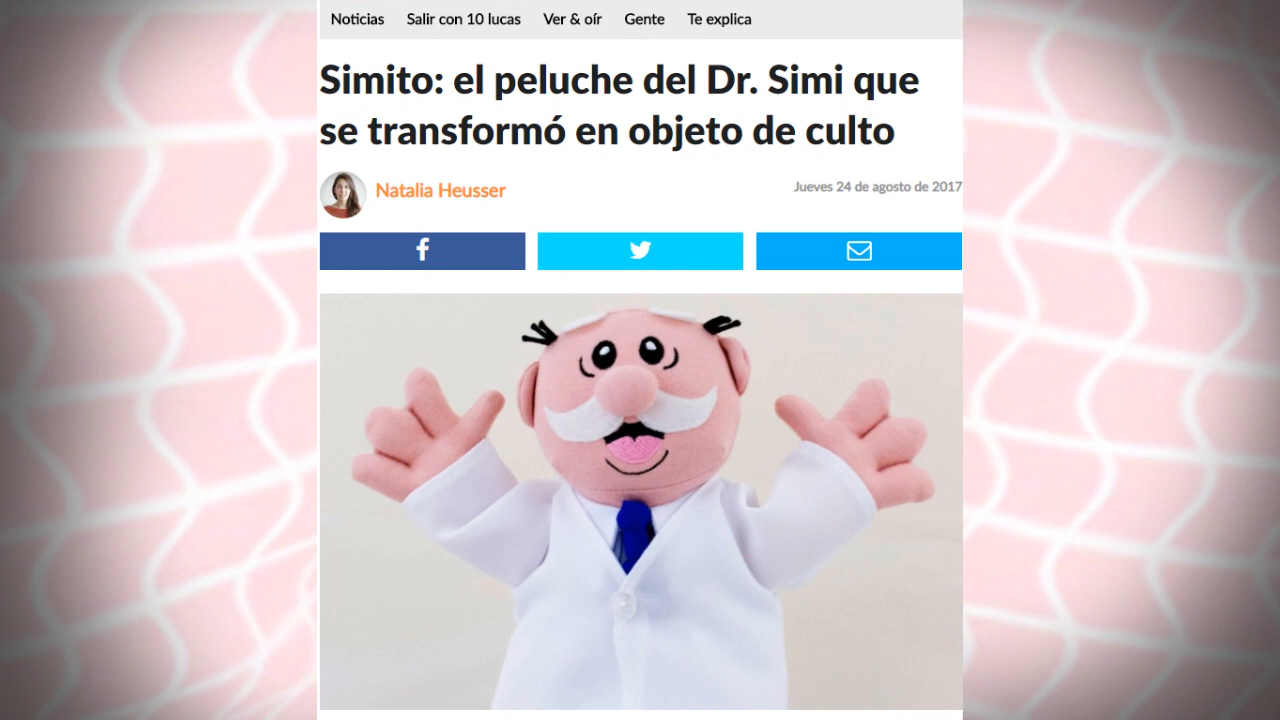 Noticias Salir con 10 lucas Ver & oír Gente Te explica
Simito: el peluche del Dr. Simi que
se transformó en objeto de culto
Natalia Heusser
Jueves 24 de agosto de 2017